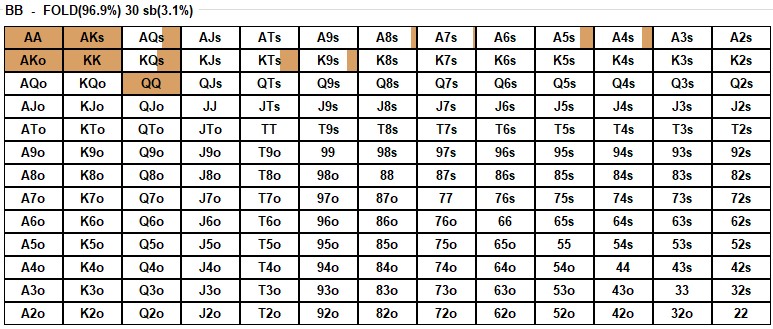 BB - FOLD(96.9%) 30 sb(3.1%)
AA AKs AQs AJs ATs A9s A8s A7s A6s A5s A4s A3s A2s
AKo KK KQs KJs KTs K9s K8s K7s K6s K5s K4s K3s K2s
AQo KQo QQ QJs QTs Q9s Q8s Q7s Q6s Q5s Q4s Q3s Q2s
AJo KJo QJo JJ JTs J9s J8s J7s J6s J5s J4s J3s J2s
ATo KTo QTo JTo TT T9s T8s T7s T6s T5s T4s T3s T2s
A9o K9o Q9o J9o T9o 99 98s 97s 96s 95s 94s 93s 92s
A8o K8o Q8o J8o T8o 98o 88 87s 86s 85s 84s 83s 82s
A7o K7o Q7o J7o T7o 97o 87o 77 76s 75s 74s 73s 72s
A6o K6o Q6o J6o T6o 96o 86o 76o 66 65s 64s 63s 62s
A5o K5o Q5o J5o T5o 95o 85o 75o 65o 55 54s 53s 52s
A4o K4o Q4o J4o T4o 94o 84o 74o 64o 54o 44 43s 42s
A3o K3o Q3o J3o T3o 93o 83o 73o 63o 53o 43o 33 32s
A2o K2o Q2o J2o T2o 92o 82o 72o 62o 52o 42o 32o 22